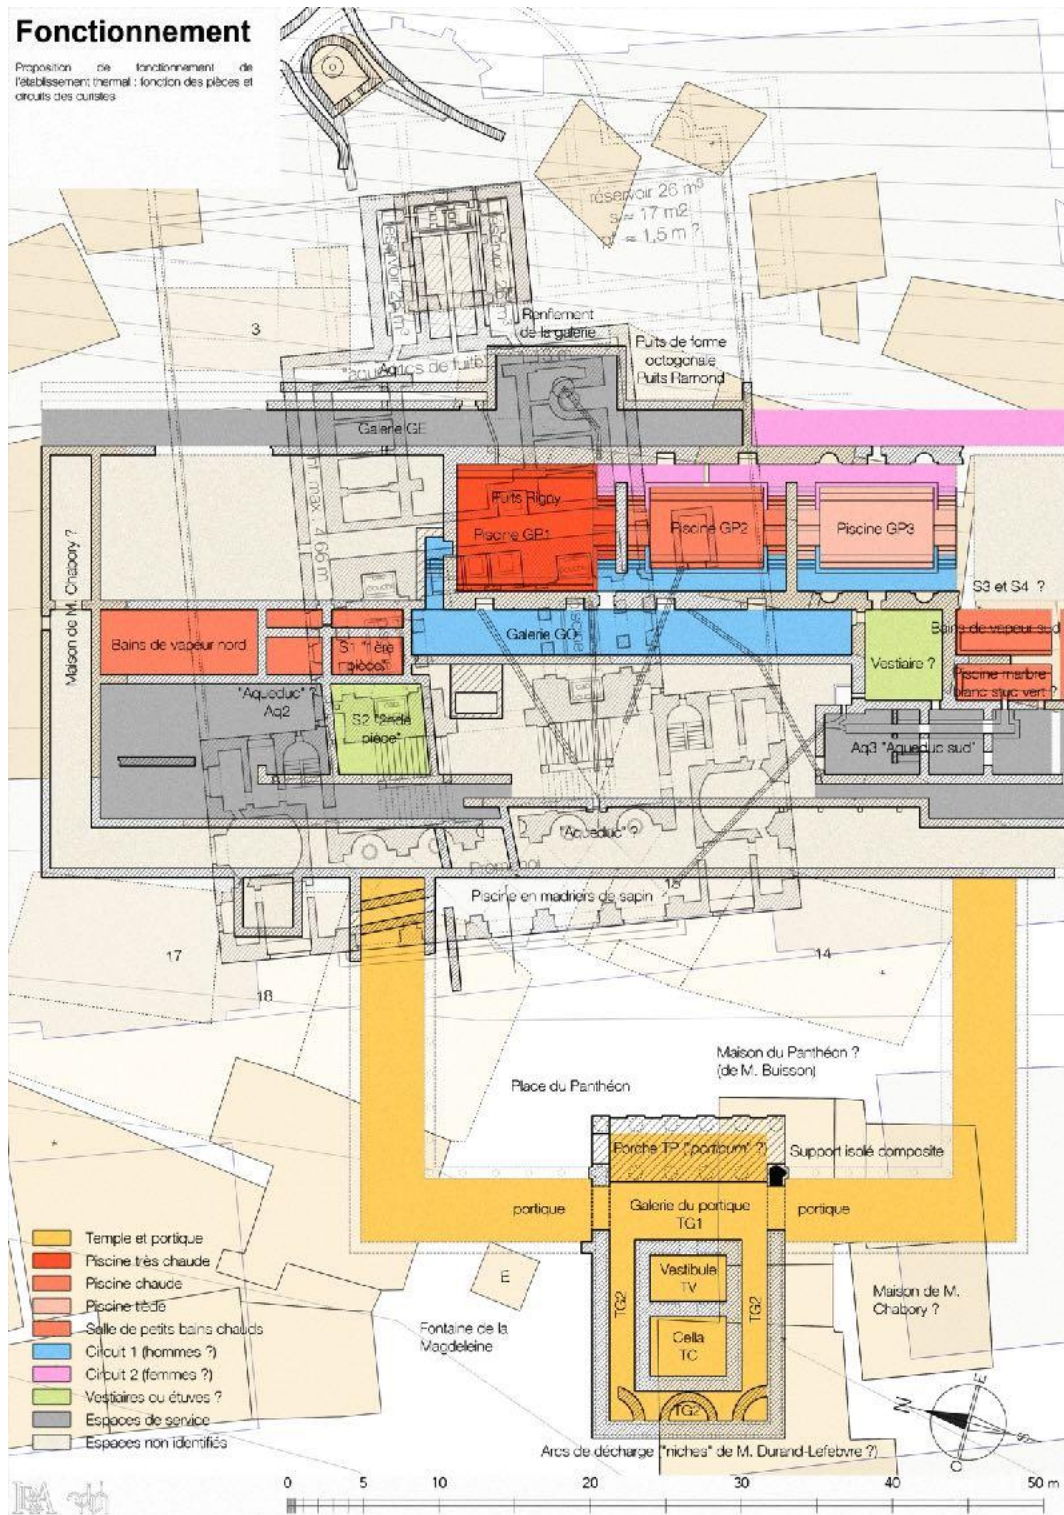 Fonctionnement
Proposition de fonctionnement de
l'établissement thermal : fonction des pièces et
circuits des curistes
réservoir 26 m³
s = 17 m2
= 1,5 m ?
3
Renflement
de la galerie
Puits de forme
octogonale
Puits Ramond
Galerie GE
max 4.66 m
Puits Rigny
Piscine GP1
Piscine GP2
Piscine GP3
Maison de M. Chabory ?
S3 et S4 ?
Bains de vapeur nord
S1 "1ère
pièce"
Galerie GO
Vestiaire ?
Bains de vapeur sud
Piscine marbre
blanc stuc vert ?
"Aqueduc" ?
Aq2
S2 "2nde
pièce"
Aq3 "Aqueduc sud"
"Aqueduc" ?
Piscine en madriers de sapin
15
17
14
18
Maison du Panthéon ?
(de M. Buisson)
Place du Panthéon
Porche TP ("porticum" ?)
Support isolé composite
portique
Galerie du portique
TG1
portique
Temple et portique
Piscine très chaude
Piscine chaude
Piscine tiède
Salle de petits bains chauds
Circuit 1 (hommes ?)
Circuit 2 (femmes ?)
Vestiaires ou étuves ?
Espaces de service
Espaces non identifiés
E
Vestibule
TV
TG2
TG2
Cella
TC
TG2
Maison de M.
Chabory ?
Fontaine de la
Magdeleine
Arcs de décharge ("niches" de M. Durand-Lefebvre ?)
N
E
S
O
0 5 10 20 30 40 50 m